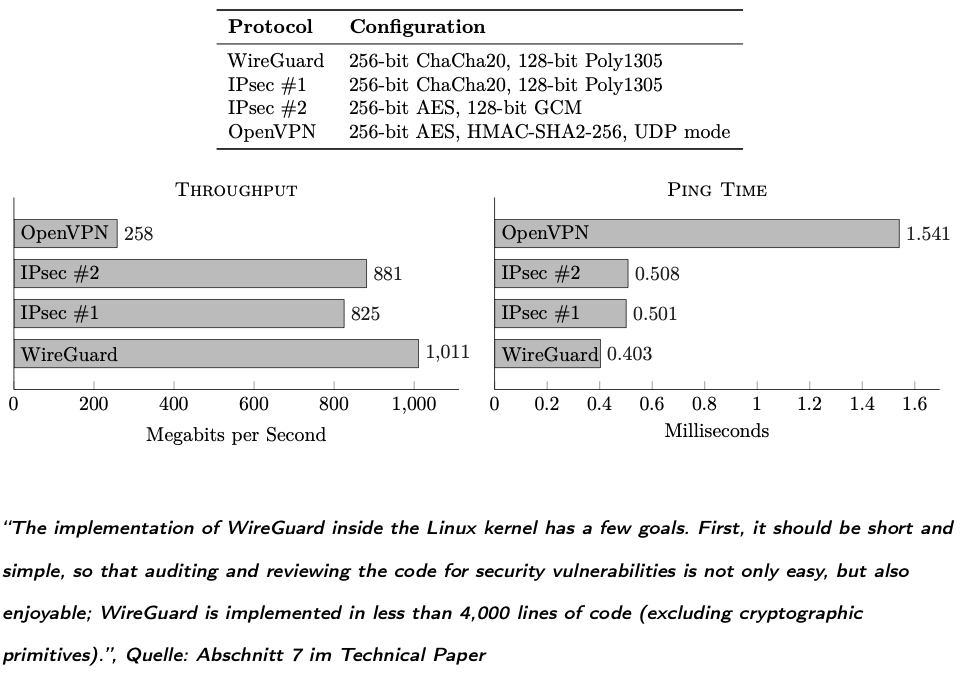 Protocol Configuration
WireGuard 256-bit ChaCha20, 128-bit Poly1305
IPsec #1 256-bit ChaCha20, 128-bit Poly1305
IPsec #2 256-bit AES, 128-bit GCM
OpenVPN 256-bit AES, HMAC-SHA2-256, UDP mode
Throughput
OpenVPN 258
IPsec #2 881
IPsec #1 825
WireGuard 1,011
0 200 400 600 800 1,000
Megabits per Second
Ping Time
OpenVPN 1.541
IPsec #2 0.508
IPsec #1 0.501
WireGuard 0.403
0 0.2 0.4 0.6 0.8 1 1.2 1.4 1.6
Milliseconds
“The implementation of WireGuard inside the Linux kernel has a few goals. First, it should be short and
simple, so that auditing and reviewing the code for security vulnerabilities is not only easy, but also
enjoyable; WireGuard is implemented in less than 4,000 lines of code (excluding cryptographic
primitives).”, Quelle: Abschnitt 7 im Technical Paper